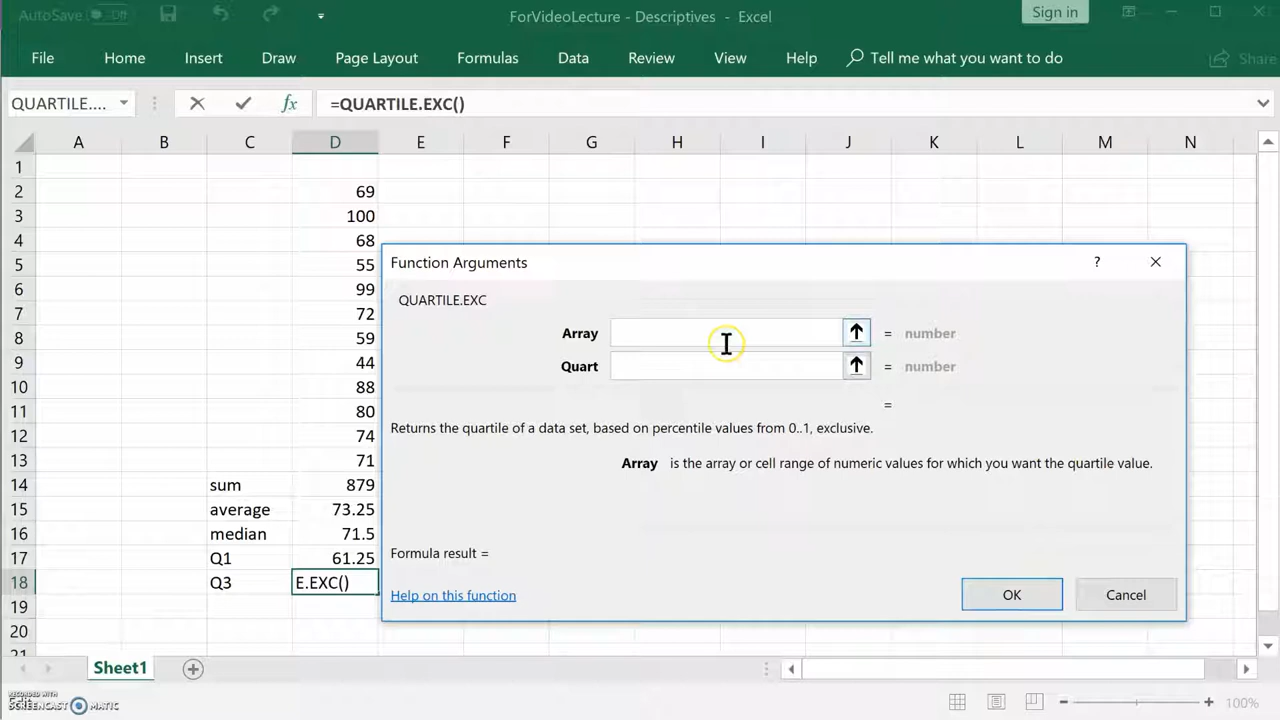 AutoSave Off ForVideoLecture - Descriptives - Excel Sign in
File Home Insert Draw Page Layout Formulas Data Review View Help Tell me what you want to do Share
QUARTILE.... fx =QUARTILE.EXC()
A B C D E F G H I J K L M N
1
2 69
3 100
4 68
5 55
6 99
7 72
8 59
9 44
10 88
11 80
12 74
13 71
14 sum 879
15 average 73.25
16 median 71.5
17 Q1 61.25
18 Q3 E.EXC()
19
20
21
Function Arguments ?
QUARTILE.EXC
Array = number
Quart = number
=
Returns the quartile of a data set, based on percentile values from 0..1, exclusive.
Array is the array or cell range of numeric values for which you want the quartile value.
Formula result =
Help on this function OK Cancel
Sheet1
RECORDED WITH
SCREENCAST MATIC
100%